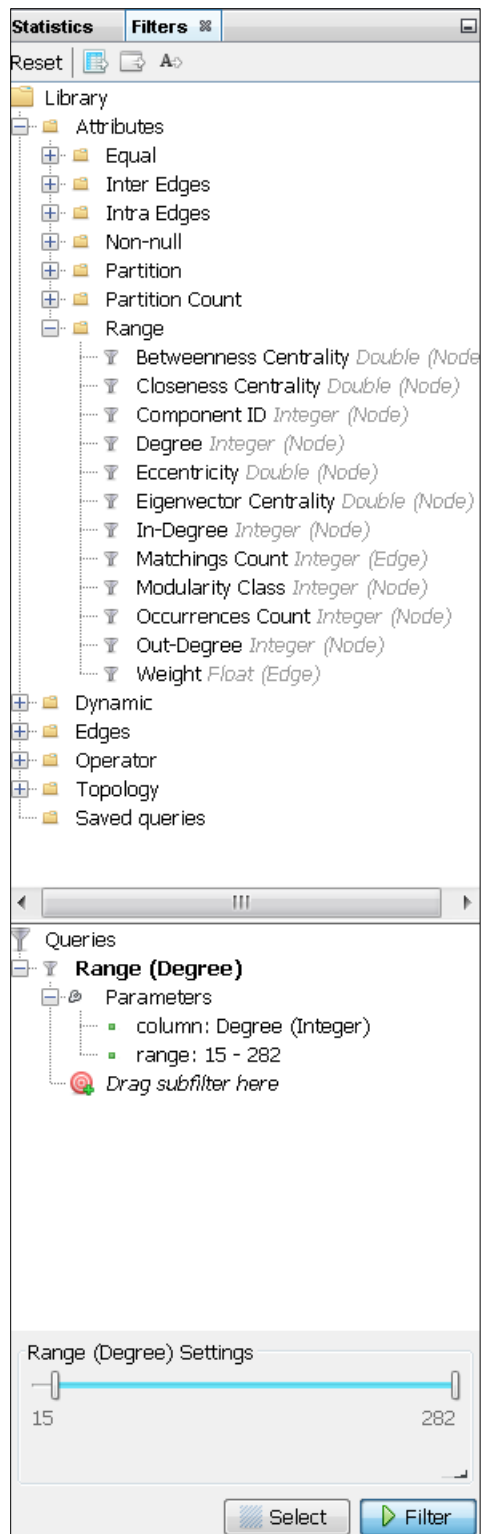 Statistics Filters
Reset
Library
Attributes
Equal
Inter Edges
Intra Edges
Non-null
Partition
Partition Count
Range
Betweenness Centrality Double (Node
Closeness Centrality Double (Node)
Component ID Integer (Node)
Degree Integer (Node)
Eccentricity Double (Node)
Eigenvector Centrality Double (Node)
In-Degree Integer (Node)
Matchings Count Integer (Edge)
Modularity Class Integer (Node)
Occurrences Count Integer (Node)
Out-Degree Integer (Node)
Weight Float (Edge)
Dynamic
Edges
Operator
Topology
Saved queries
Queries
Range (Degree)
Parameters
column: Degree (Integer)
range: 15 - 282
Drag subfilter here
Range (Degree) Settings
15 282
Select Filter